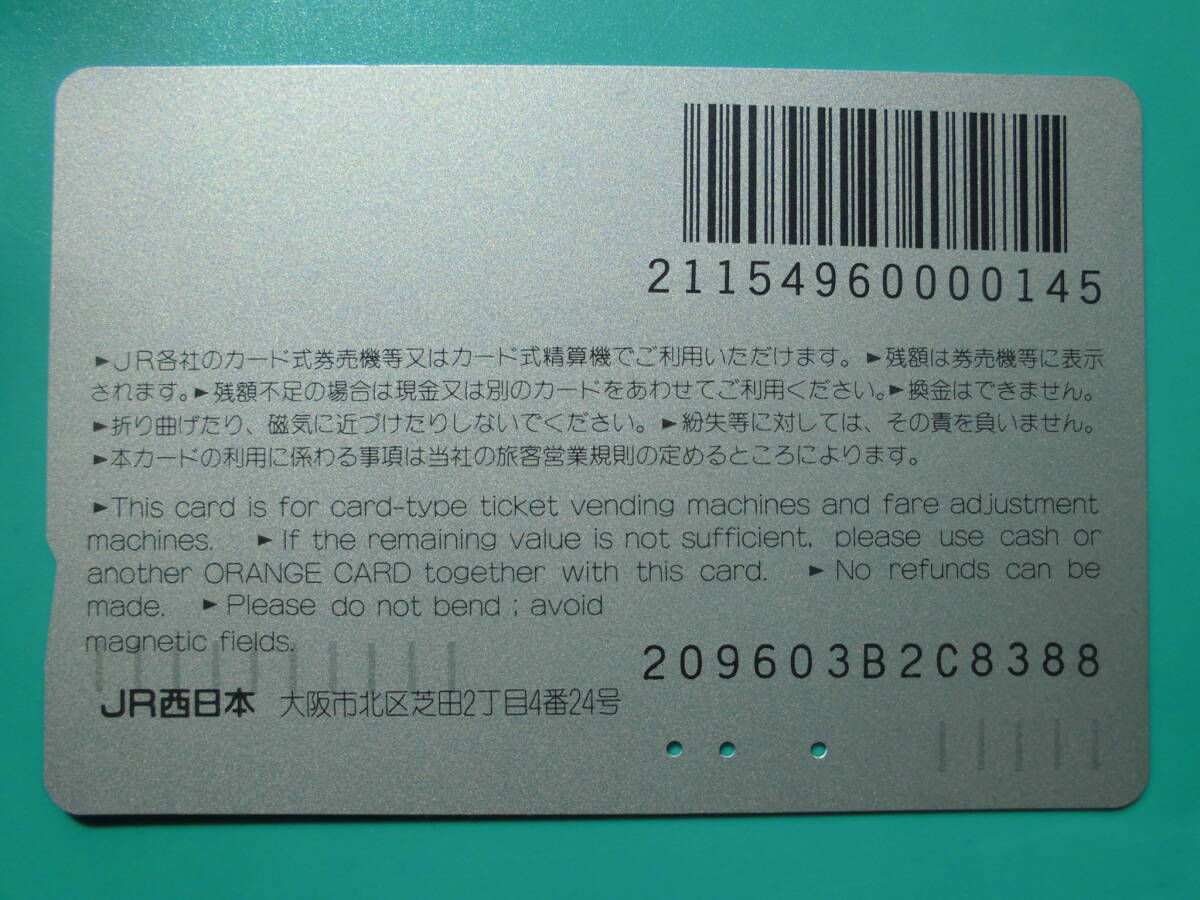 211549600000145
►JR各社のカード式券売機等又はカード式精算機でご利用いただけます。►残額は券売機等に表示
されます。►残額不足の場合は現金又は別のカードをあわせてご利用ください。►換金はできません。
►折り曲げたり、磁気に近づけたりしないでください。►紛失等に対しては、その責を負いません。
►本カードの利用に係わる事項は当社の旅客営業規則の定めるところによります。
►This card is for card-type ticket vending machines and fare adjustment
machines. ►If the remaining value is not sufficient, please use cash or
another ORANGE CARD together with this card. ►No refunds can be
made. ►Please do not bend ; avoid
magnetic fields.
209603B2C8388
JR西日本 大阪市北区芝田2丁目4番24号